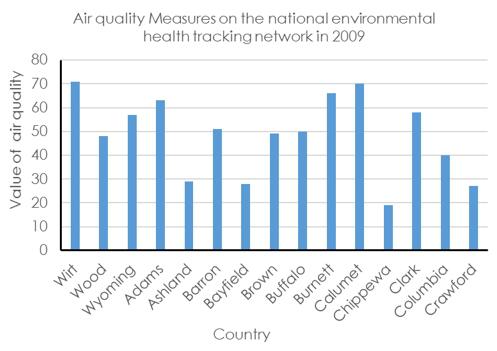 Air quality Measures on the national environmental
health tracking network in 2009
Value of air quality
80
70
60
50
40
30
20
10
0
Wirt
Wood
Wyoming
Adams
Ashland
Barron
Bayfield
Brown
Buffalo
Burnett
Calumet
Chippewa
Clark
Columbia
Crawford
Country